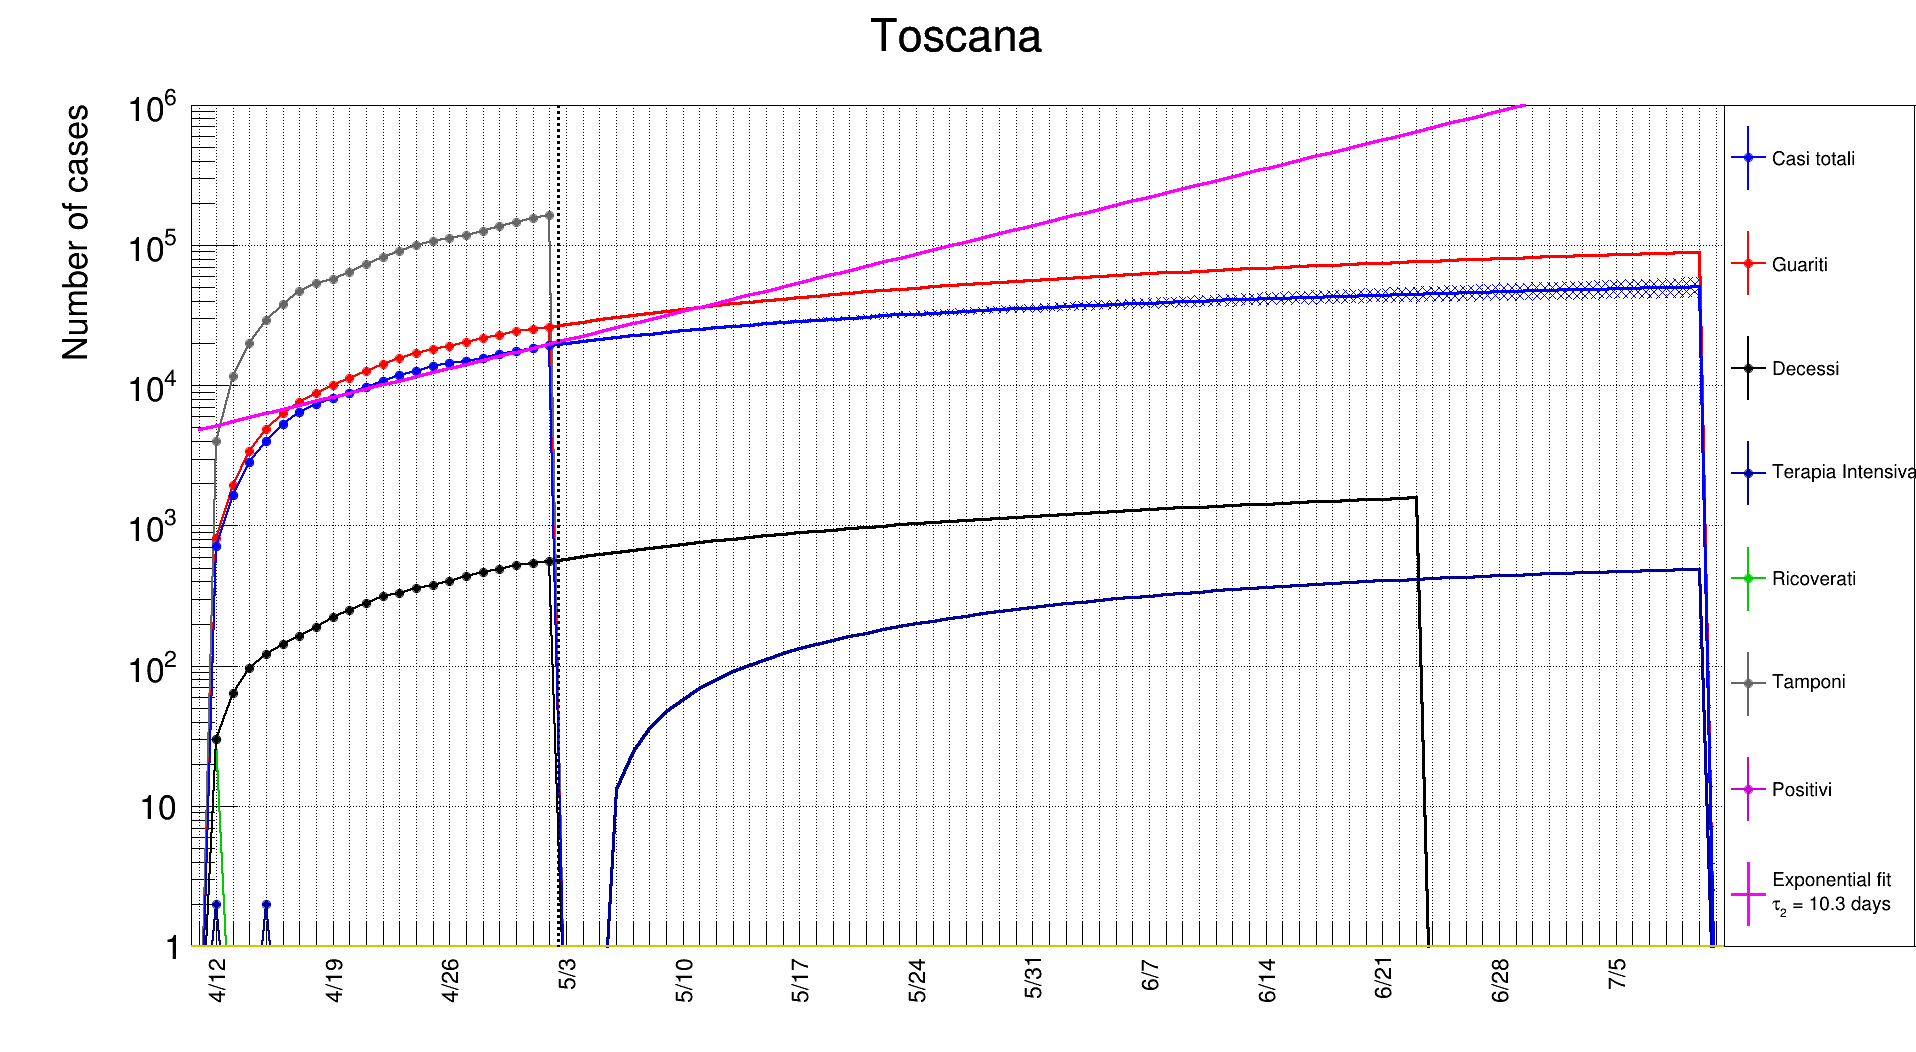 Toscana
Number of cases
10^6
10^5
10^4
10^3
10^2
10
1
4/12
4/19
4/26
5/3
5/10
5/17
5/24
5/31
6/7
6/14
6/21
6/28
7/5
Casi totali
Guariti
Decessi
Terapia Intensiva
Ricoverati
Tamponi
Positivi
Exponential fit
τ₂ = 10.3 days